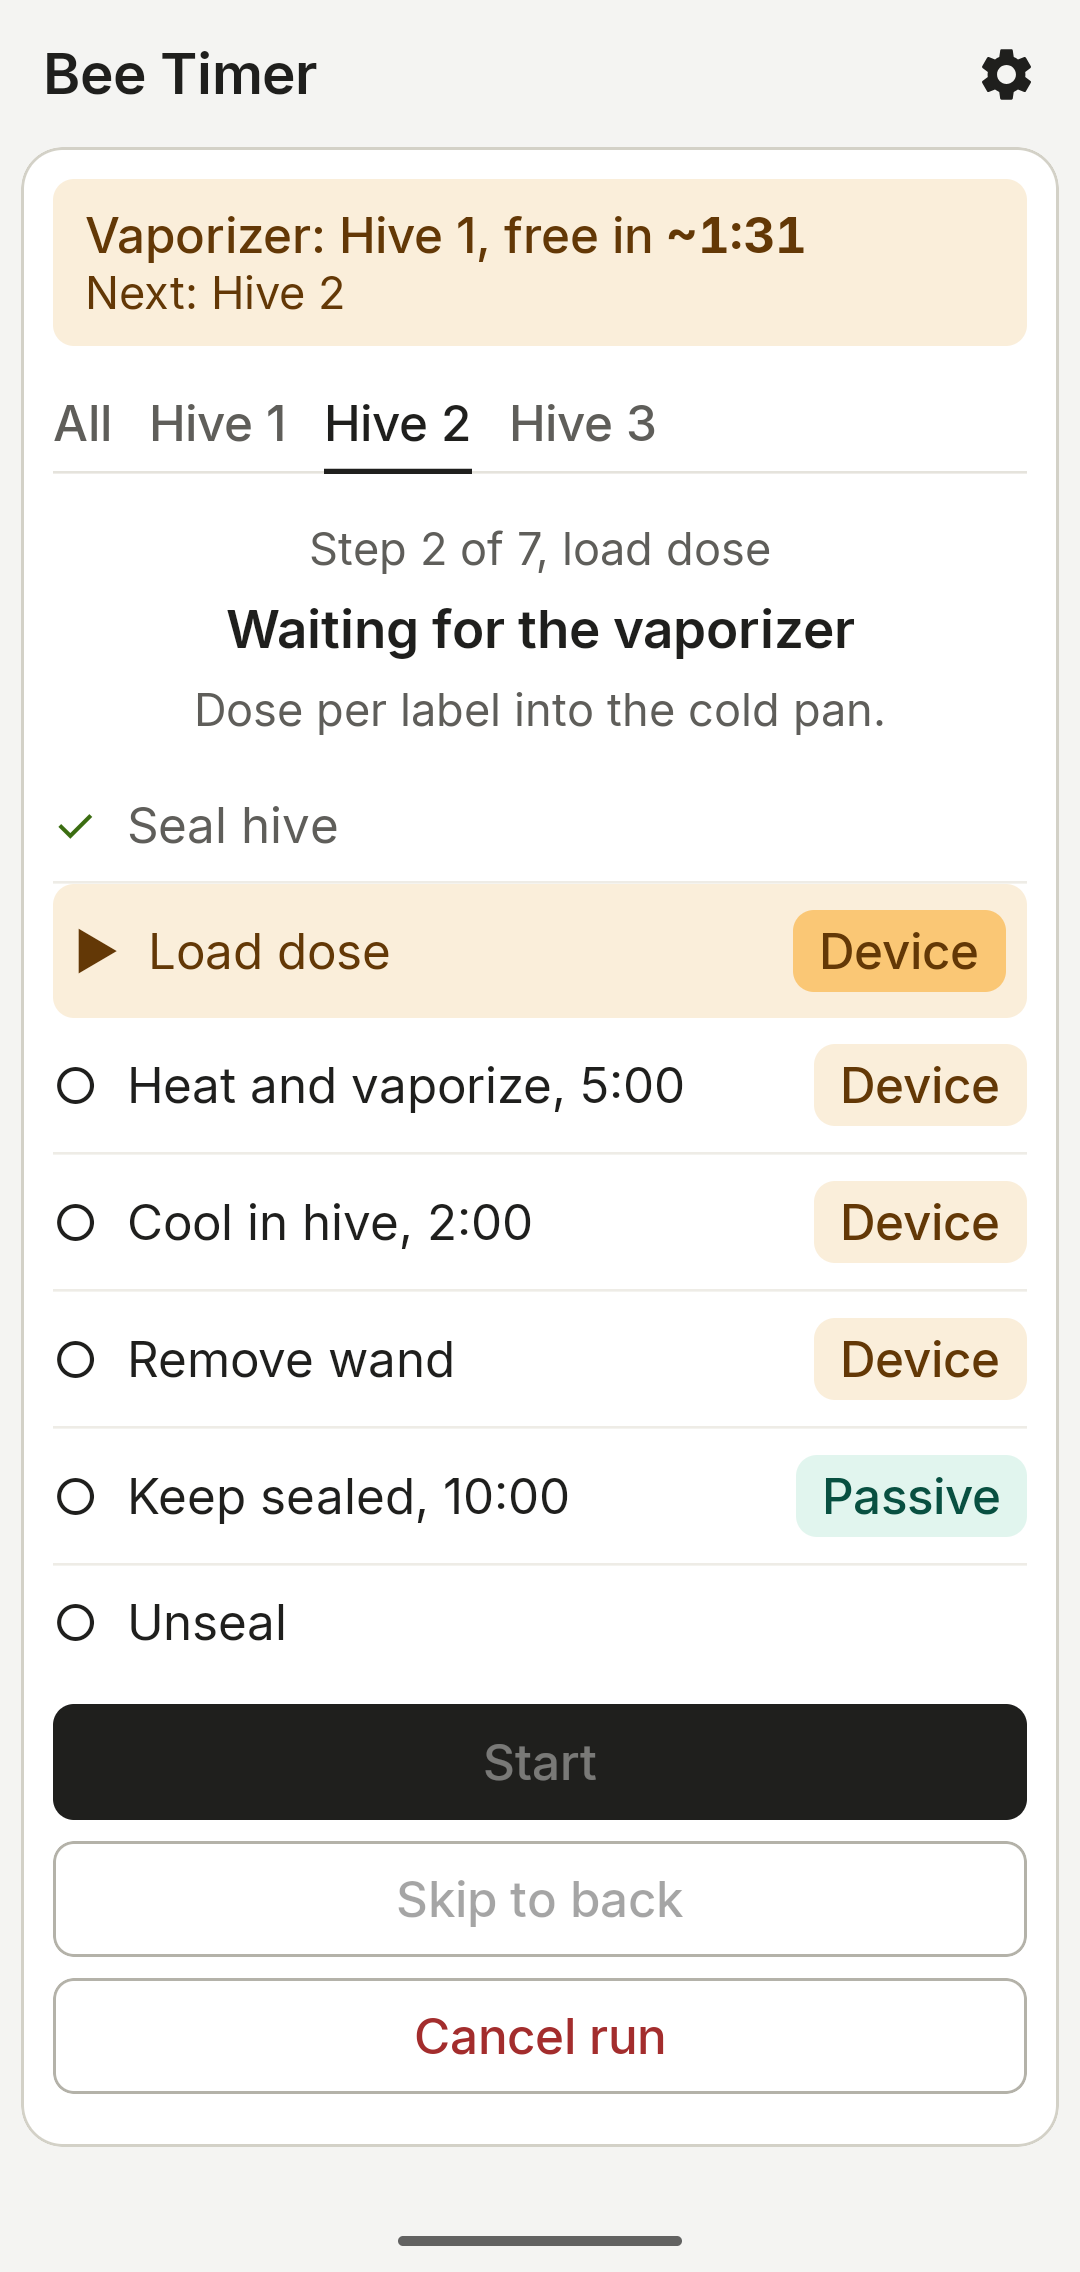 Bee Timer
Vaporizer: Hive 1, free in ~1:31
Next: Hive 2
All Hive 1 Hive 2 Hive 3
Step 2 of 7, load dose
Waiting for the vaporizer
Dose per label into the cold pan.
Seal hive
Load dose Device
Heat and vaporize, 5:00 Device
Cool in hive, 2:00 Device
Remove wand Device
Keep sealed, 10:00 Passive
Unseal
Start
Skip to back
Cancel run